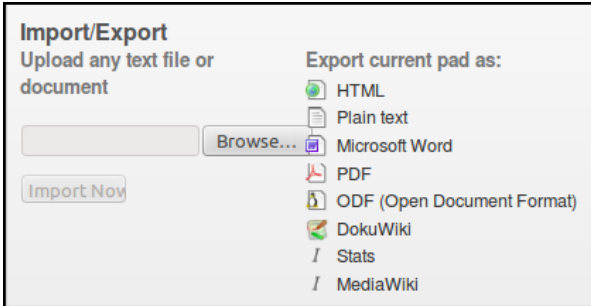 Import/Export
Upload any text file or
document
Browse...
Import Now
Export current pad as:
HTML
Plain text
Microsoft Word
PDF
ODF (Open Document Format)
DokuWiki
I Stats
I MediaWiki